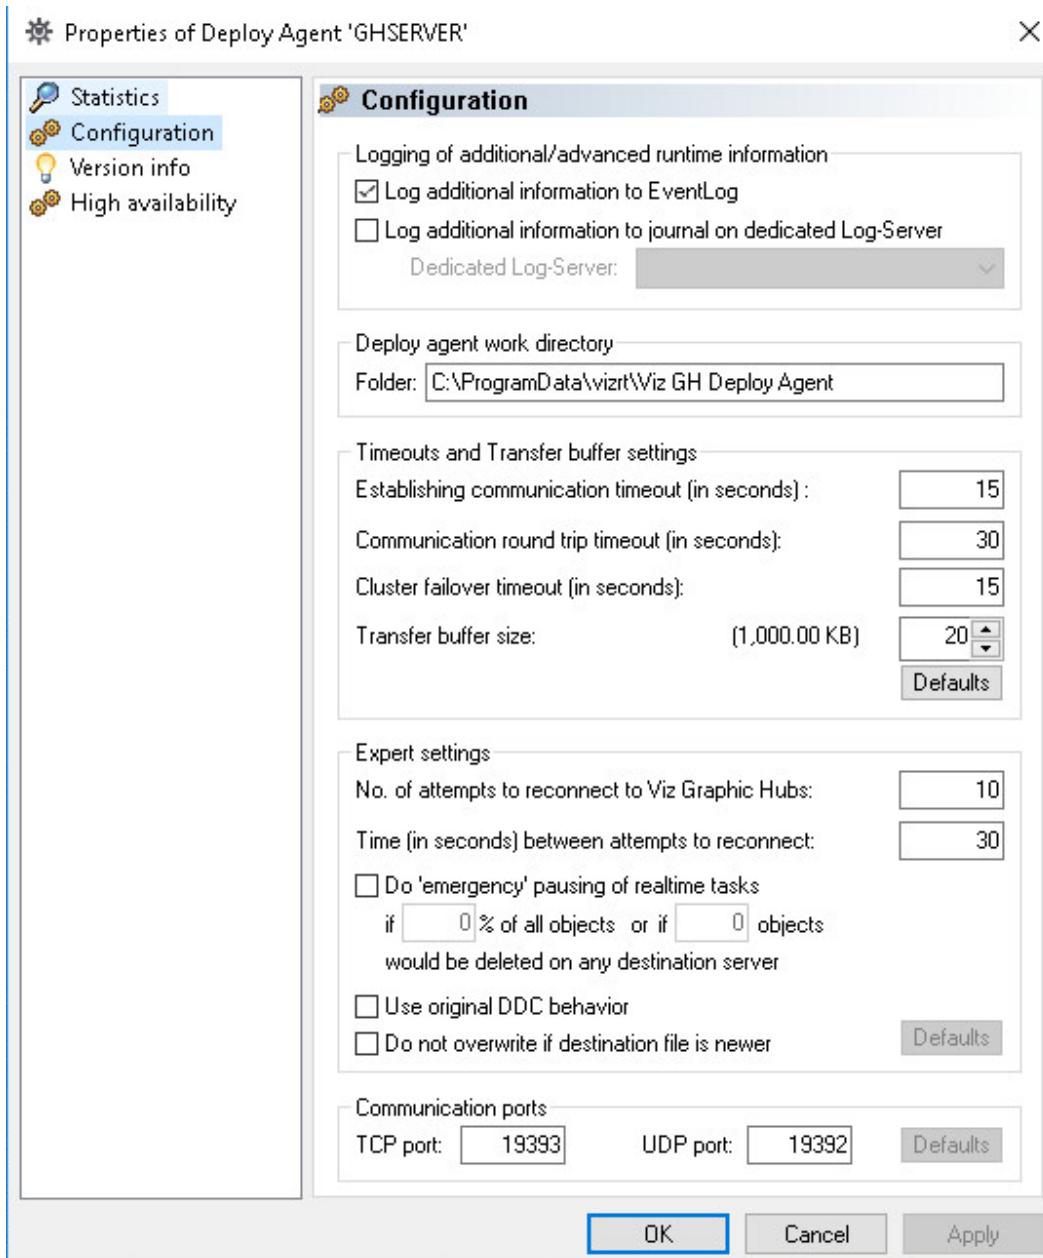 Properties of Deploy Agent 'GHSERVER'
Statistics
Configuration
Version info
High availability
Configuration
Logging of additional/advanced runtime information
Log additional information to EventLog
Log additional information to journal on dedicated Log-Server
Dedicated Log-Server:
Deploy agent work directory
Folder: C:\ProgramData\vizrt\Viz GH Deploy Agent
Timeouts and Transfer buffer settings
Establishing communication timeout (in seconds) : 15
Communication round trip timeout (in seconds): 30
Cluster failover timeout (in seconds): 15
Transfer buffer size: (1,000.00 KB) 20
Defaults
Expert settings
No. of attempts to reconnect to Viz Graphic Hubs: 10
Time (in seconds) between attempts to reconnect: 30
Do 'emergency' pausing of realtime tasks
if 0 % of all objects or if 0 objects
would be deleted on any destination server
Use original DDC behavior
Do not overwrite if destination file is newer Defaults
Communication ports
TCP port: 19393 UDP port: 19392 Defaults
OK Cancel Apply